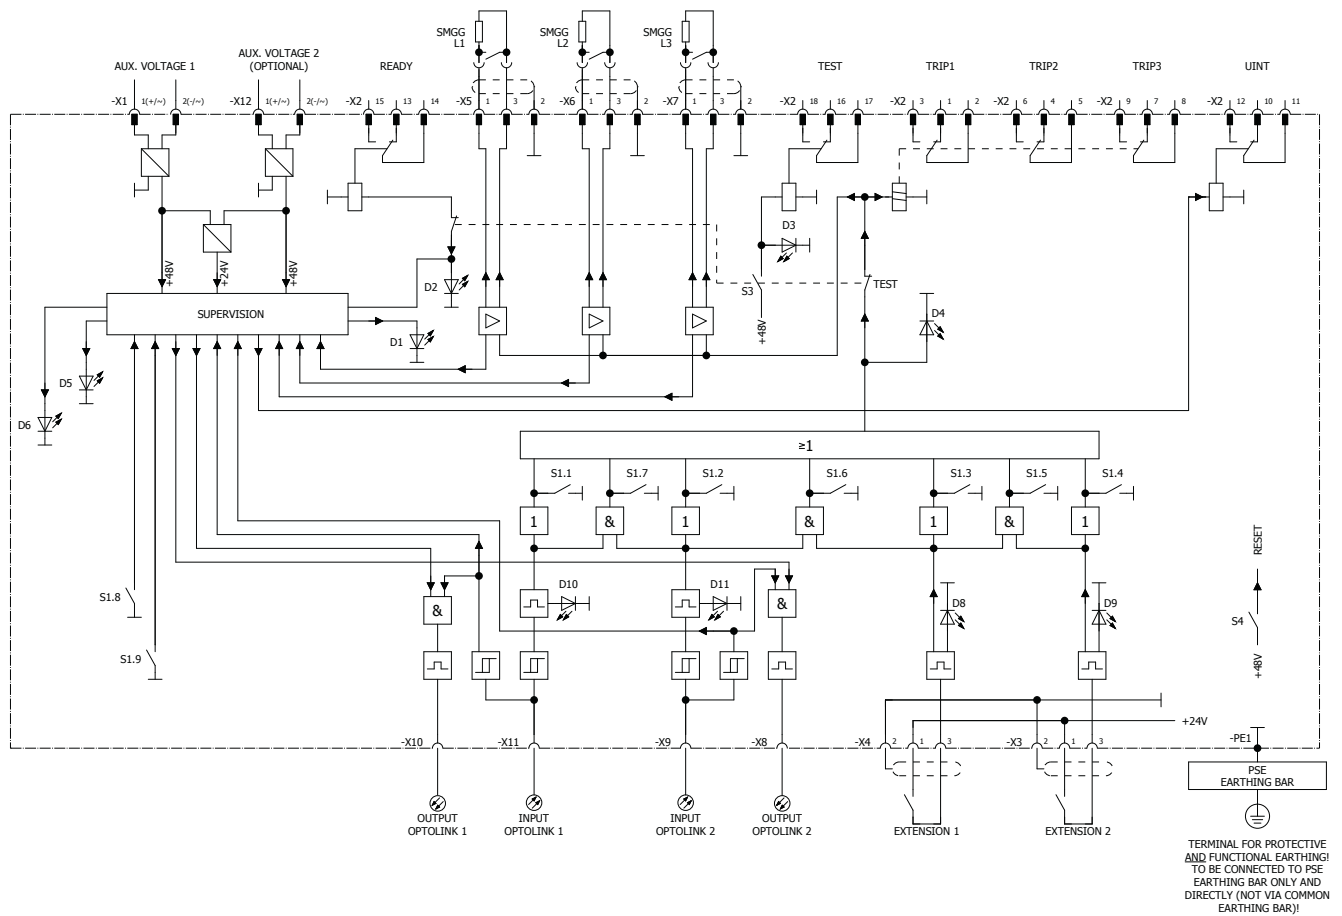 SMGG
L1
SMGG
L2
SMGG
L3
AUX. VOLTAGE 1
AUX. VOLTAGE 2
(OPTIONAL)
READY
TEST
TRIP1
TRIP2
TRIP3
UINT
-X1 1(+/~) 2(-/~)
-X12 1(+/~) 2(-/~)
-X2 15 13 14
-X5 1 3 2
-X6 1 3 2
-X7 1 3 2
-X2 18 16 17
-X2 3 1 2
-X2 6 4 5
-X2 9 7 8
-X2 12 10 11
D3
+48V
+24V
+48V
D2
S3
TEST
SUPERVISION
D4
+48V
D1
D5
D6
≥1
S1.1
S1.7
S1.2
S1.6
S1.3
S1.5
S1.4
1
&
1
&
1
&
1
RESET
D10
D11
S1.8
&
&
D8
D9
S4
S1.9
+48V
+24V
-X10
-X11
-X9
-X8
-X4 2 1 3
-X3 2 1 3
-PE1
PSE
EARTHING BAR
OUTPUT
OPTOLINK 1
INPUT
OPTOLINK 1
INPUT
OPTOLINK 2
OUTPUT
OPTOLINK 2
EXTENSION 1
EXTENSION 2
TERMINAL FOR PROTECTIVE
AND FUNCTIONAL EARTHING!
TO BE CONNECTED TO PSE
EARTHING BAR ONLY AND
DIRECTLY (NOT VIA COMMON
EARTHING BAR)!